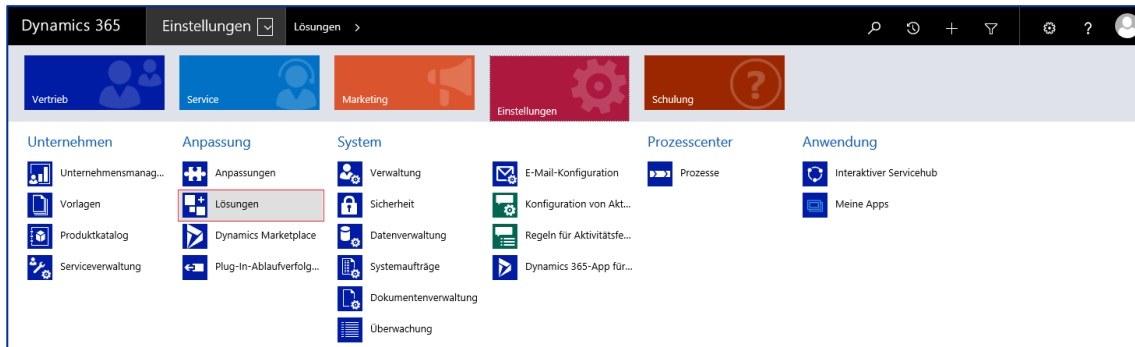 Dynamics 365 Einstellungen Lösungen >
Vertrieb Service Marketing Einstellungen Schulung
Unternehmen
Unternehmensmanag...
Vorlagen
Produktkatalog
Serviceverwaltung
Anpassung
Anpassungen
Lösungen
Dynamics Marketplace
Plug-In-Ablaufverfolg...
System
Verwaltung
Sicherheit
Datenverwaltung
Systemaufträge
Dokumentenverwaltung
Überwachung
E-Mail-Konfiguration
Konfiguration von Akt...
Regeln für Aktivitätsfe...
Dynamics 365-App für...
Prozesscenter
Prozesse
Anwendung
Interaktiver Servicehub
Meine Apps